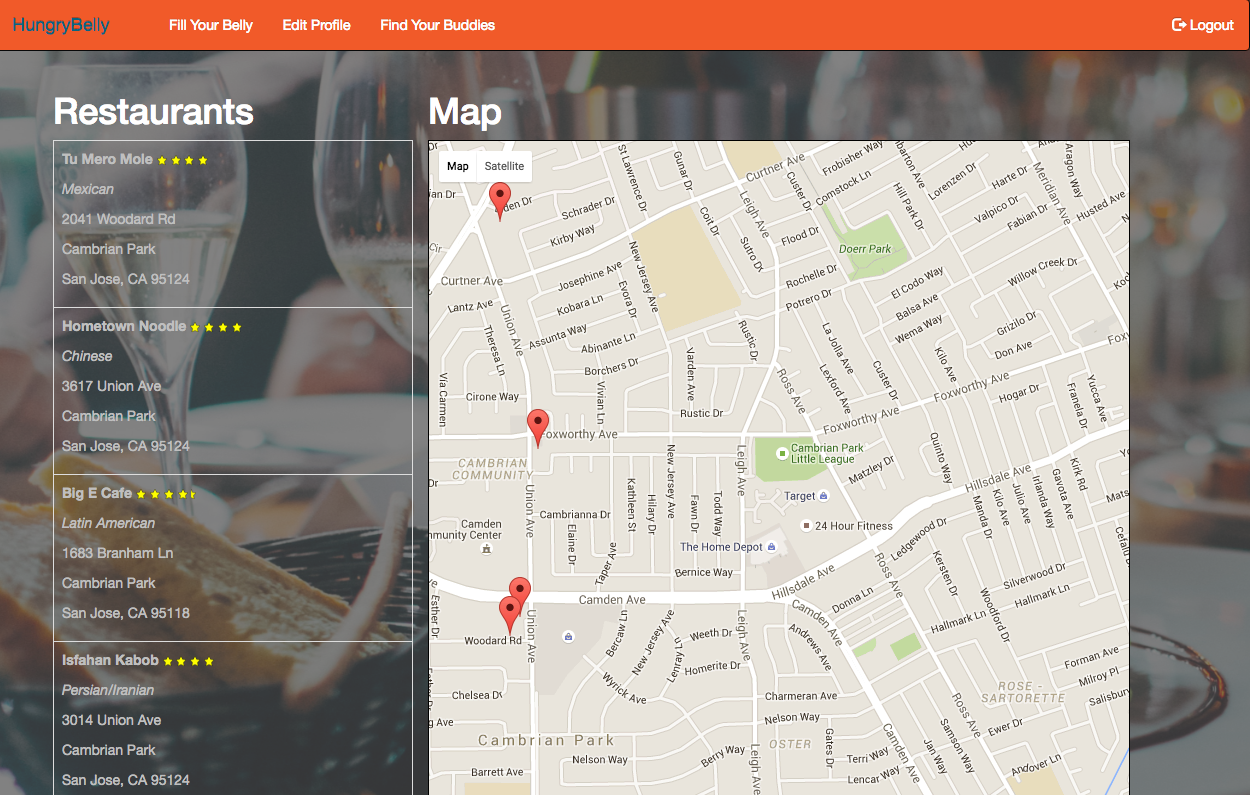 HungryBelly
Fill Your Belly
Edit Profile
Find Your Buddies
Logout
Restaurants
Tu Mero Mole
Mexican
2041 Woodard Rd
Cambrian Park
San Jose, CA 95124
Hometown Noodle
Chinese
3617 Union Ave
Cambrian Park
San Jose, CA 95124
Big E Cafe
Latin American
1683 Branham Ln
Cambrian Park
San Jose, CA 95118
Isfahan Kabob
Persian/Iranian
3014 Union Ave
Cambrian Park
San Jose, CA 95124
Map
Map
Satellite
St Lawrence Dr
Gunar Dr
Curtner Ave
Custer Dr
Frobisher Way
Comstock Ln
Hill Park Dr
Lorenzen Dr
Harte Dr
Meridian Ave
Aragon Way
Husted Ave
Valpico Dr
Fabian Dr
Schrader Dr
Kirby Way
Coit Dr
Leigh Ave
Flood Dr
Sutro Dr
Doerr Park
Rochelle Dr
Potrero Dr
El Codo Way
Balsa Ave
Wema Way
Willow Creek Dr
Grizilo Dr
Don Ave
Curtner Ave
Lantz Ave
Union Ave
Josephine Ave
Kobara Ln
Evora Dr
New Jersey Ave
Assunta Way
Abinante Ln
Borchers Dr
Theresa Ln
Via Carmen
Cirone Way
Vivian Ln
Varden Ave
Rustic Dr
Rustic Dr
Ross Ave
La Jolla Ave
Lexford Ave
Custer Dr
Kilo Ave
Foxworthy Ave
Hogar Dr
Franela Dr
Yucca Ave
Foxworthy Ave
Foxworthy Ave
CAMBRIAN
COMMUNITY
Cambrian Park
Little League
Matzley Dr
Quinto Way
Hillsdale Ave
Kirk Rd
Gavota Ave
Irlanda Way
Julio Ave
Kilo Ave
Manda Dr
Target
24 Hour Fitness
The Home Depot
Union Ave
Cambrianna Dr
Elaine Dr
Kathleen St
Hilary Dr
New Jersey Ave
Fawn Dr
Todd Way
Leigh Ave
Taper Ave
Bernice Way
Camden
Ledgewood Dr
Kersten Dr
Woodford Dr
Silverwood Dr
Hallmark Ln
Hallmark Ln
Ross Ave
Hillsdale Ave
Donna Ln
Camden Ave
Camden Ave
Woodard Rd
Union Ave
Bercaw Ln
New Jersey Ave
Lenray Ln
Weeth Dr
Homerite Dr
Leigh Ave
Andrews Ave
Wyrick Ave
Chelsea Dr
Charmeran Ave
Nelson Way
Forman Ave
Milroy Pl
ROSE -
SARTORETTE
Cambrian Park
Nelson Way
Barrett Ave
Berry Way
Leigh Ave
OSTER
Gates Dr
Terri Way
Lencar Way
Camden Ave
Jan Way
Samson Way
Ross Ave
Ewer Dr
Andover Ln